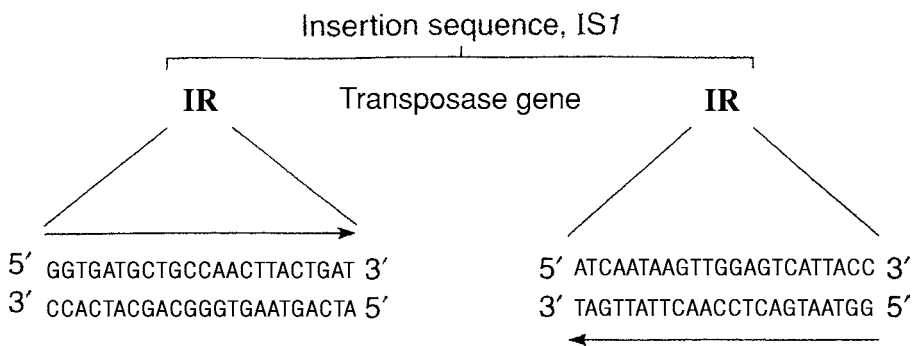 Insertion sequence, IS1
IR Transposase gene IR
5′ GGTGATGCTGCCAACTTACTGAT 3′ 5′ ATCAATAAGTTGGAGTCATTACC 3′
3′ CCACTACGACGGGTGAATGACTA 5′ 3′ TAGTTATTCAACCTCAGTAATGG 5′